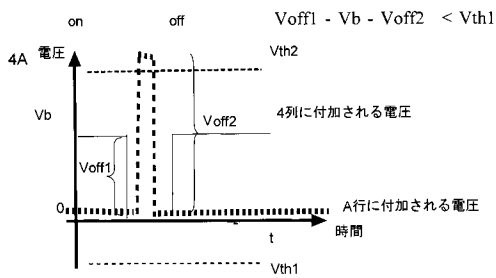 on off Voff1 - Vb - Voff2 < Vth1
4A 電圧 Vth2
Vb 4列に付加される電圧
Voff2
Voff1
0 A行に付加される電圧
t 時間
Vth1